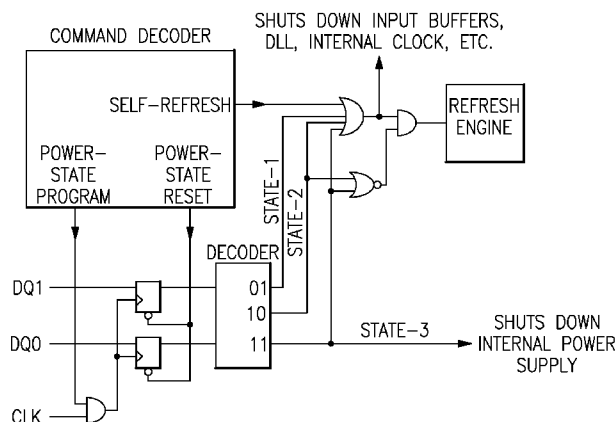 SHUTS DOWN INPUT BUFFERS,
DLL, INTERNAL CLOCK, ETC.
COMMAND DECODER
SELF-REFRESH
REFRESH
ENGINE
POWER-
STATE
PROGRAM
POWER-
STATE
RESET
STATE-1
STATE-2
DECODER
DQ1
01
10
DQ0
11
STATE-3
SHUTS DOWN
INTERNAL POWER
SUPPLY
CLK